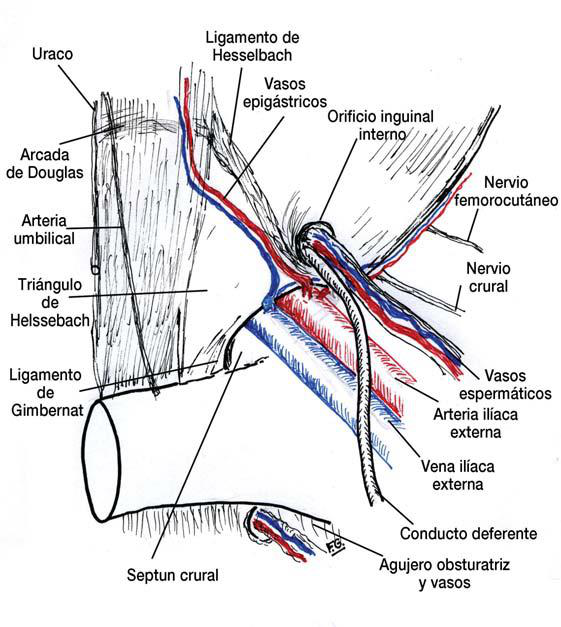 Ligamento de
Hesselbach
Uraco
Vasos
epigástricos
Orificio inguinal
interno
Arcada
de Douglas
Nervio
femorocutáneo
Arteria
umbilical
Nervio
crural
Triángulo
de
Helssebach
Ligamento
de
Gimbernat
Vasos
espermáticos
Arteria ilíaca
externa
Vena ilíaca
externa
Conducto deferente
F.G.
Agujero obsturatriz
y vasos
Septun crural